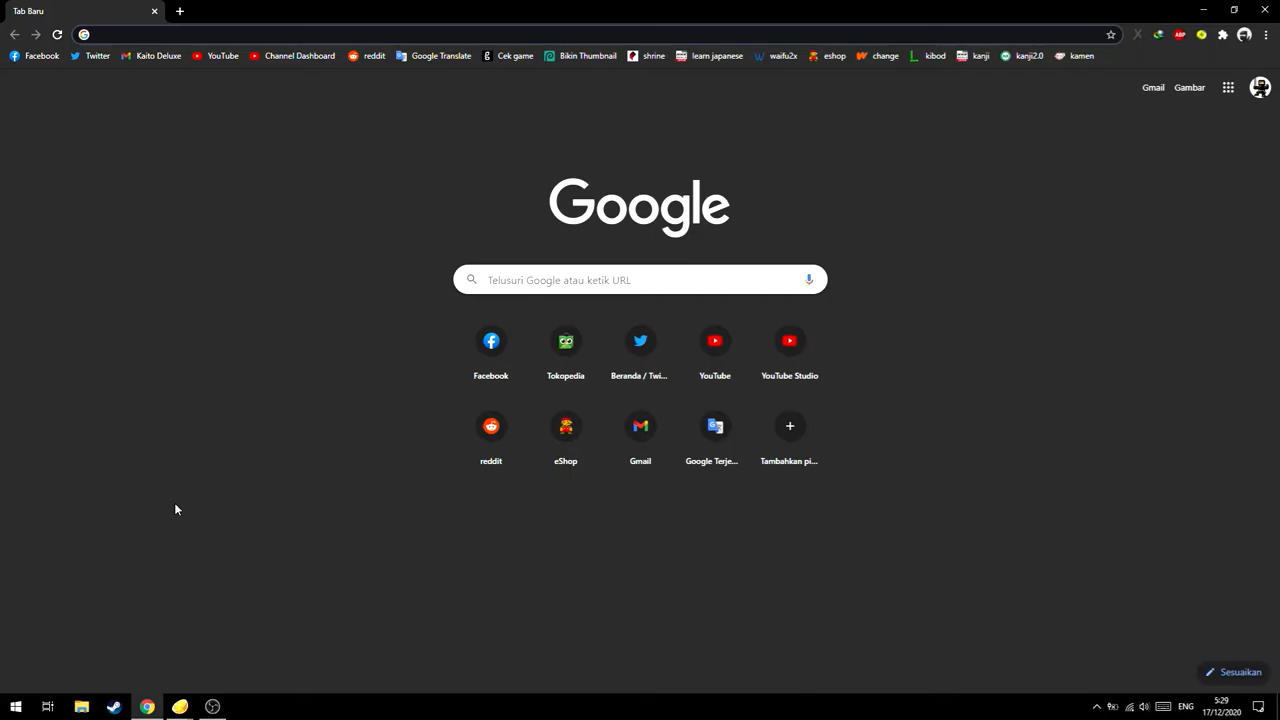 Tab Baru
Facebook Twitter Kaito Deluxe YouTube Channel Dashboard reddit Google Translate Cek game Bikin Thumbnail shrine learn japanese waifu2x eshop change kibod kanji kanji2.0 kamen
ABP
Gmail Gambar
Google
Telusuri Google atau ketik URL
Facebook Tokopedia Beranda / Twi... YouTube YouTube Studio
reddit eShop Gmail Google Terje... Tambahkan pi...
Sesuaikan
ENG
5:29
17/12/2020